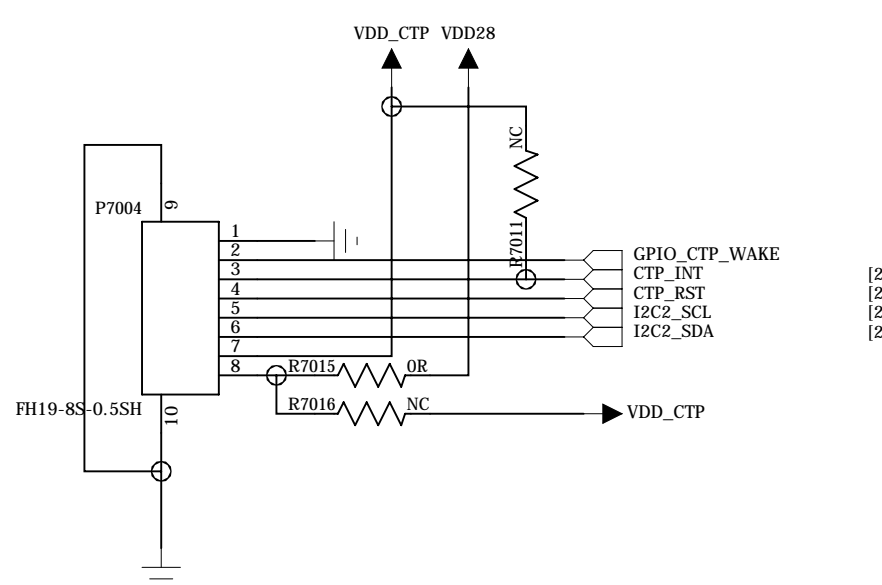 VDD_CTP VDD28
NC
P7004
9
R7011
1
2
GPIO_CTP_WAKE
3
CTP_INT [2
4
CTP_RST [2
5
I2C2_SCL [2
6
I2C2_SDA [2
7
8
R7015 0R
R7016 NC
VDD_CTP
FH19-8S-0.5SH
10